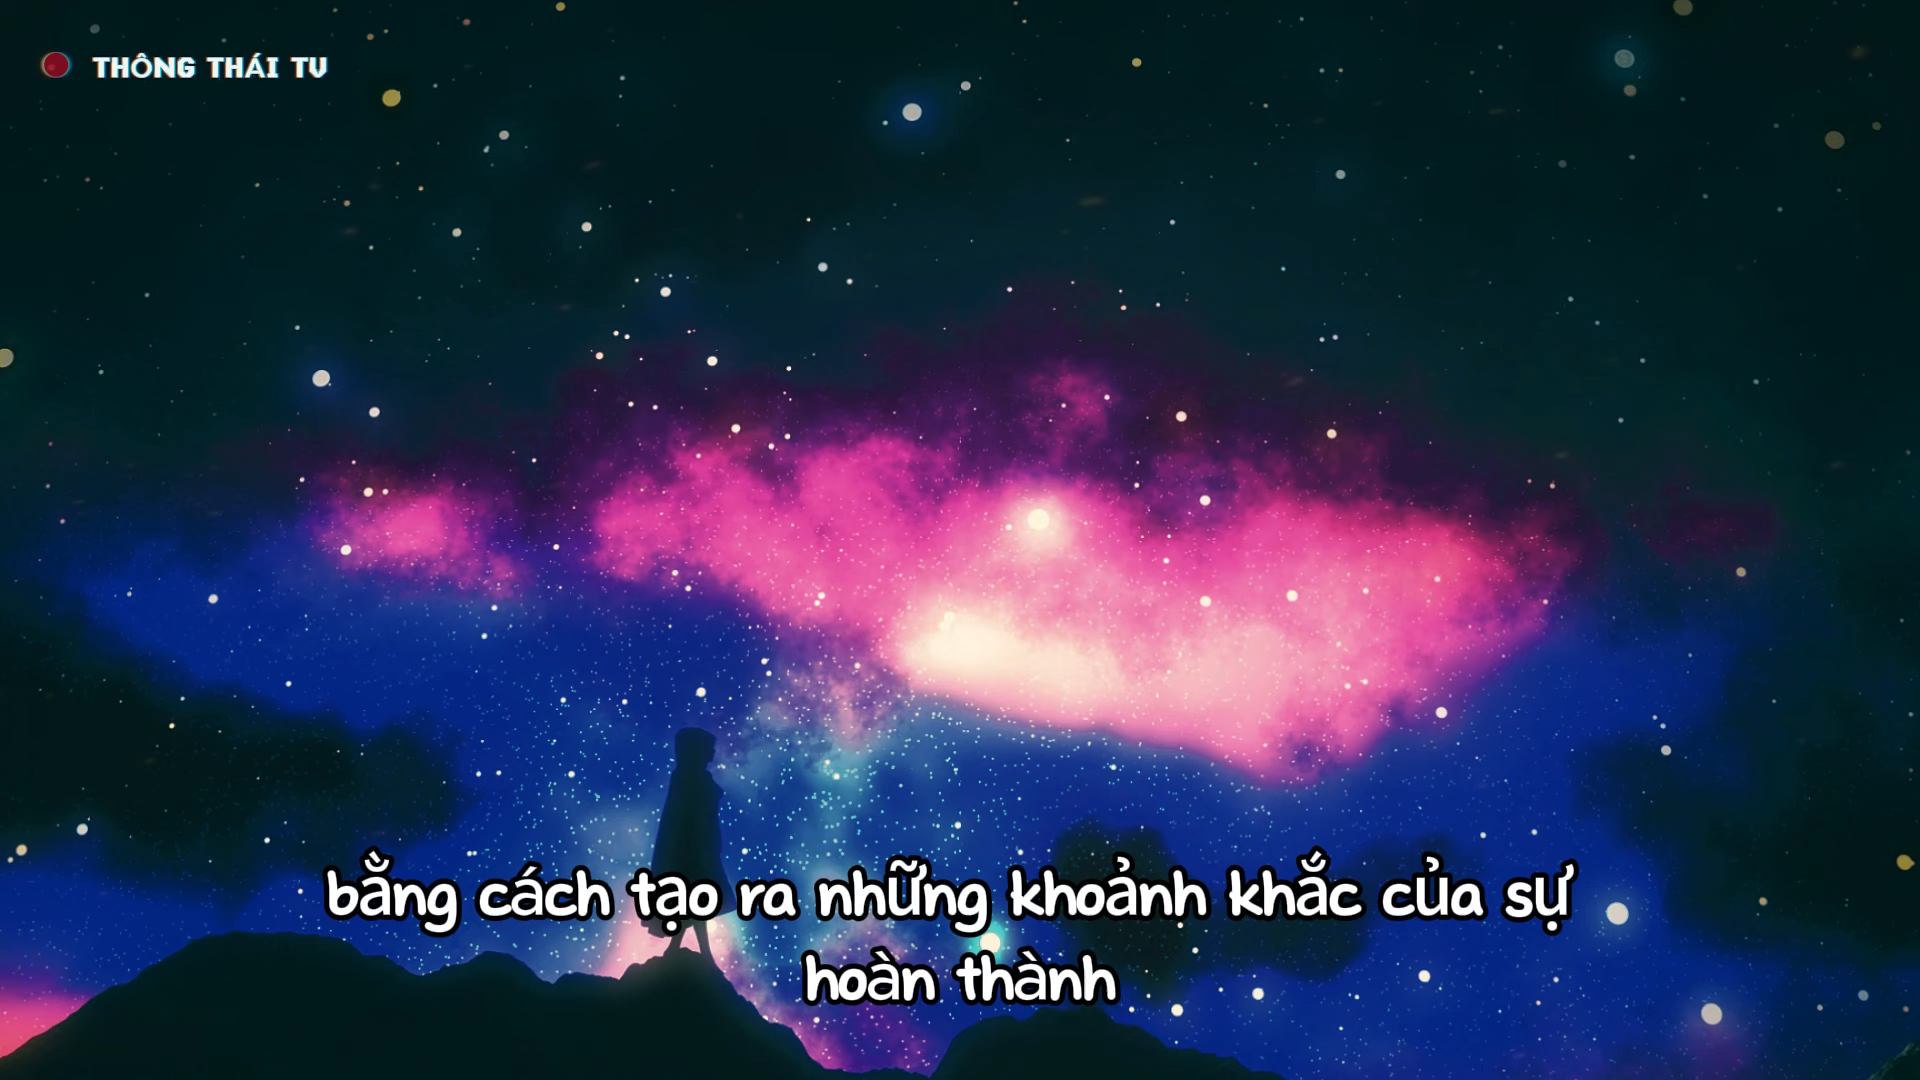 THÔNG THÁI TV
bằng cách tạo ra những khoảnh khắc của sự
hoàn thành